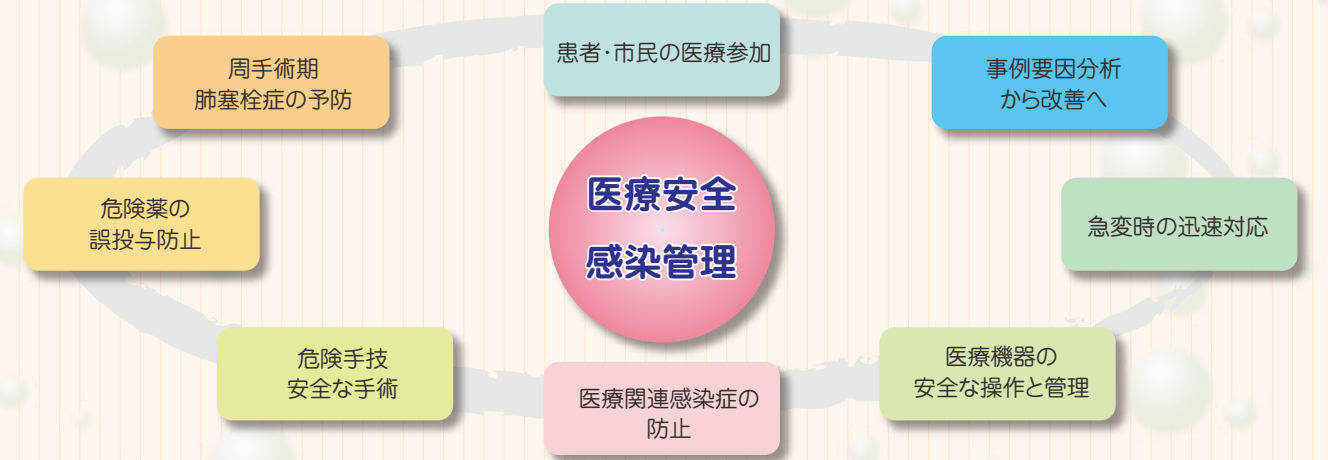 患者・市民の医療参加
周手術期
肺塞栓症の予防
事例要因分析
から改善へ
医療安全
感染管理
危険薬の
誤投与防止
急変時の迅速対応
危険手技
安全な手術
医療機器の
安全な操作と管理
医療関連感染症の
防止